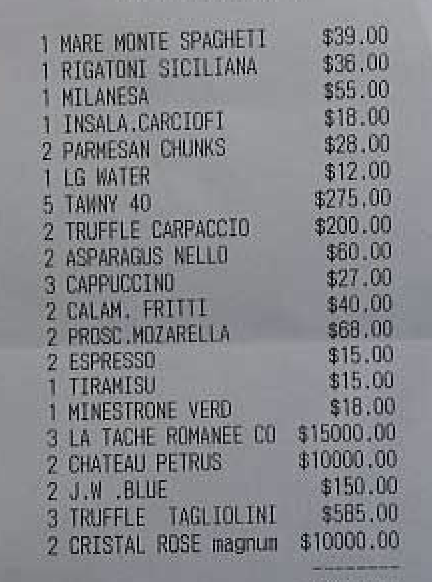 1 MARE MONTE SPAGHETI $39.00
1 RIGATONI SICILIANA $36.00
1 MILANESA $55.00
1 INSALA.CARCIOFI $18.00
2 PARMESAN CHUNKS $28.00
1 LG WATER $12.00
5 TAWNY 40 $275.00
2 TRUFFLE CARPACCIO $200.00
2 ASPARAGUS NELLO $60.00
3 CAPPUCCINO $27.00
2 CALAM. FRITTI $40.00
2 PROSC.MOZARELLA $68.00
2 ESPRESSO $15.00
1 TIRAMISU $15.00
1 MINESTRONE VERD $18.00
3 LA TACHE ROMANEE CO $15000.00
2 CHATEAU PETRUS $10000.00
2 J.W .BLUE $150.00
3 TRUFFLE TAGLIOLINI $585.00
2 CRISTAL ROSE magnum $10000.00